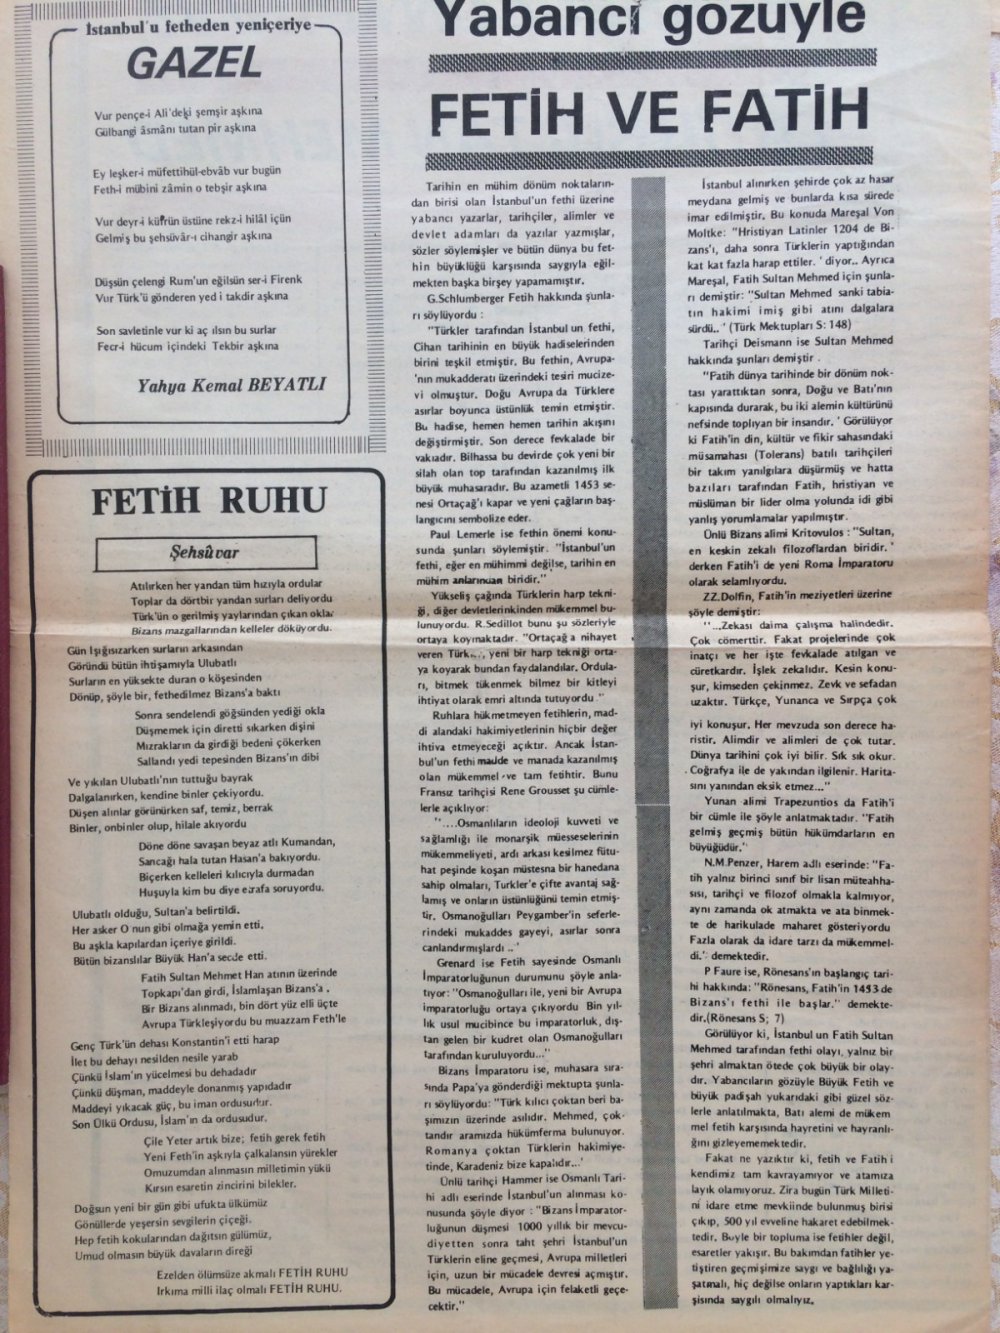 İstanbul'u fetheden yeniçeriye
GAZEL
Vur pençe-i Ali'deki şemşir aşkına
Gülbangi âsmânı tutan pir aşkına
Ey leşker-i müfettihül-ebvâb vur bugün
Feth-i mübini zâmin o tebşir aşkına
Vur deyr-i küfrün üstüne rekz-i hilâl içün
Gelmiş bu şehsüvâr-ı cihangir aşkına
Düşsün çelengi Rum'un eğilsün ser-i Firenk
Vur Türk'ü gönderen yed i takdir aşkına
Son savletinle vur ki aç ılsın bu surlar
Fecr-i hücum içindeki Tekbir aşkına
Yahya Kemal BEYATLI
FETİH RUHU
Şehsûvar
Atılırken her yandan tüm hızıyla ordular
Toplar da dörtbir yandan surları deliyordu
Türk'ün o gerilmiş yaylarından çıkan oklar
Bizans mazgallarından kelleler döküyordu.
Gün Işığısızarken surların arkasından
Göründü bütün ihtişamıyla Ulubatlı
Surların en yüksekte duran o köşesinden
Dönüp, şöyle bir, fethedilmez Bizans'a baktı
Sonra sendelendi göğsünden yediği okla
Düşmemek için diretti sıkarken dişini
Mızrakların da girdiği bedeni çökerken
Sallandı yedi tepesinden Bizans'ın dibi
Ve yıkılan Ulubatlı'nın tuttuğu bayrak
Dalgalanırken, kendine binler çekiyordu.
Düşen alınlar görünürken saf, temiz, berrak
Binler, onbinler olup, hilale akıyordu
Döne döne savaşan beyaz atlı Kumandan,
Sancağı hala tutan Hasan'a bakıyordu.
Biçerken kelleleri kılıcıyla durmadan
Huşuyla kim bu diye etrafa soruyordu.
Ulubatlı olduğu, Sultan'a belirtildi.
Her asker O nun gibi olmağa yemin etti,
Bu aşkla kapılardan içeriye girildi.
Bütün bizanslılar Büyük Han'a secde etti.
Fatih Sultan Mehmet Han atının üzerinde
Topkapı'dan girdi, İslamlaşan Bizans'a .
Bir Bizans alınmadı, bin dört yüz elli üçte
Avrupa Türkleşiyordu bu muazzam Feth'le
Genç Türk'ün dehası Konstantin'i etti harap
İlet bu dehayı nesilden nesile yarab
Çünkü İslam'ın yücelmesi bu dehadadır
Çünkü düşman, maddeyle donanmış yapıdadır
Maddeyi yıkacak güç, bu iman ordusudur.
Son Ülkü Ordusu, İslam'ın da ordusudur.
Çile Yeter artık bize; fetih gerek fetih
Yeni Feth'in aşkıyla çalkalansın yürekler
Omuzumdan alınmasın milletimin yükü
Kırsın esaretin zincirini bilekler.
Doğsun yeni bir gün gibi ufukta ülkümüz
Gönüllerde yeşersin sevgilerin çiçeği.
Hep fetih kokularından dağıtsın gülümüz,
Umud olmasın büyük davaların direği
Ezelden ölümsüze akmalı FETİH RUHU
Irkıma milli ilaç olmalı FETİH RUHU.
Yabancı gözüyle
FETİH VE FATİH
Tarihin en mühim dönüm noktaların-
dan birisi olan İstanbul'un fethi üzerine
yabancı yazarlar, tarihçiler, alimler ve
devlet adamları da yazılar yazmışlar,
sözler söylemişler ve bütün dünya bu fet-
hin büyüklüğü karşısında saygıyla eğil-
mekten başka birşey yapamamıştır.
G.Schlumberger Fetih hakkında şunla-
rı söylüyordu :
"Türkler tarafından İstanbul un fethi,
Cihan tarihinin en büyük hadiselerinden
birini teşkil etmiştir. Bu fethin, Avrupa-
'nın mukadderatı üzerindeki tesiri mucize-
vi olmuştur. Doğu Avrupa da Türklere
asırlar boyunca üstünlük temin etmiştir.
Bu hadise, hemen hemen tarihin akışını
değiştirmiştir. Son derece fevkalade bir
vakıadır. Bilhassa bu devirde çok yeni bir
silah olan top tarafından kazanılmış ilk
büyük muhasaradır. Bu azametli 1453 se-
nesi Ortaçağ'ı kapar ve yeni çağların baş-
langıcını sembolize eder.
Paul Lemerle ise fethin önemi konu-
sunda şunları söylemiştir. "İstanbul'un
fethi, eğer en mühimmi değilse, tarihin en
mühim anlarından biridir."
Yükseliş çağında Türklerin harp tekni-
ği, diğer devletlerinkinden mükemmel bu-
lunuyordu. R.Sedillot bunu şu sözleriyle
ortaya koymaktadır. "Ortaçağ a nihayet
veren Türk..., yeni bir harp tekniği orta-
ya koyarak bundan faydalandılar. Ordula-
rı, bitmek tükenmek bilmez bir kitleyi
ihtiyat olarak emri altında tutuyordu ."
Ruhlara hükmetmeyen fetihlerin, mad-
di alandaki hakimiyetlerinin hiçbir değer
ihtiva etmeyeceği açıktır. Ancak İstan-
bul'un fethi madde ve manada kazanılmış
olan mükemmel ve tam fetihtir. Bunu
Fransız tarihçisi Rene Grousset şu cümle-
lerle açıklıyor:
"...Osmanlıların ideoloji kuvveti ve
sağlamlığı ile monarşik müesseselerinin
mükemmeliyeti, ardı arkası kesilmez fütu-
hat peşinde koşan müstesna bir hanedana
sahip olmaları, Turkler'e çifte avantaj sağ-
lamış ve onların üstünlüğünü temin etmiş-
tir. Osmanoğulları Peygamber'in seferle-
rindeki mukaddes gayeyi, asırlar sonra
canlandırmışlardı .. '
Grenard ise Fetih sayesinde Osmanlı
İmparatorluğunun durumunu şöyle anla-
tıyor: "Osmanoğulları ile, yeni bir Avrupa
imparatorluğu ortaya çıkıyordu Bin yıl-
lık usul mucibince bu imparatorluk, dış-
tan gelen bir kudret olan Osmanoğulları
tarafından kuruluyordu..."
Bizans İmparatoru ise, muhasara sıra-
sında Papa'ya gönderdiği mektupta şunla-
rı söylüyordu: "Türk kılıcı çoktan beri ba-
şımızın üzerinde asılıdır. Mehmed, çok-
tandır aramızda hükümferma bulunuyor.
Romanya çoktan Türklerin hakimiye-
tinde, Karadeniz bize kapalıdır...'
Ünlü tarihçi Hammer ise Osmanlı Tari-
hi adlı eserinde İstanbul'un alınması ko-
nusunda şöyle diyor : "Bizans İmparator-
luğunun düşmesi 1000 yıllık bir mevcu-
diyetten sonra taht şehri İstanbul'un
Türklerin eline geçmesi, Avrupa milletleri
için, uzun bir mücadele devresi açmıştır.
Bu mücadele, Avrupa için felaketli geçe-
cektir."
İstanbul alınırken şehirde çok az hasar
meydana gelmiş ve bunlarda kısa sürede
imar edilmiştir. Bu konuda Mareşal Von
Moltke: "Hristiyan Latinler 1204 de Bi-
zans'ı, daha sonra Türklerin yaptığından
kat kat fazla harap ettiler. ' diyor.. Ayrıca
Mareşal, Fatih Sultan Mehmed için şunla-
rı demiştir: "Sultan Mehmed sanki tabia-
tın hakimi imiş gibi atını dalgalara
sürdü.. ' (Türk Mektupları S: 148)
Tarihçi Deismann ise Sultan Mehmed
hakkında şunları demiştir .
"Fatih dünya tarihinde bir dönüm nok-
tası yarattıktan sonra, Doğu ve Batı'nın
kapısında durarak, bu iki alemin kültürünü
nefsinde toplıyan bir insandır. ' Görülüyor
ki Fatih'in din, kültür ve fikir sahasındaki
müsamahası (Tolerans) batılı tarihçileri
bir takım yanılgılara düşürmüş ve hatta
bazıları tarafından Fatih, hristiyan ve
müslüman bir lider olma yolunda idi gibi
yanlış yorumlamalar yapılmıştır.
Ünlü Bizans alimi Kritovulos : "Sultan,
en keskin zekalı filozoflardan biridir. '
derken Fatih'i de yeni Roma İmparatoru
olarak selamlıyordu.
ZZ.Dolfin, Fatih'in meziyetleri üzerine
şöyle demiştir:
"...Zekası daima çalışma halindedir.
Çok cömerttir. Fakat projelerinde çok
inatçı ve her işte fevkalade atılgan ve
cüretkardır. İşlek zekalıdır. Kesin konu-
şur, kimseden çekinmez. Zevk ve sefadan
uzaktır. Türkçe, Yunanca ve Sırpça çok
iyi konuşur. Her mevzuda son derece ha-
ristir. Alimdir ve alimleri de çok tutar.
Dünya tarihini çok iyi bilir. Sık sık okur.
Coğrafya ile de yakından ilgilenir. Harita-
sını yanından eksik etmez..."
Yunan alimi Trapezuntios da Fatih'i
bir cümle ile şöyle anlatmaktadır. "Fatih
gelmiş geçmiş bütün hükümdarların en
büyüğüdür.'
N.M.Penzer, Harem adlı eserinde: "Fa-
tih yalnız birinci sınıf bir lisan müteahha-
sısı, tarihçi ve filozof olmakla kalmıyor,
aynı zamanda ok atmakta ve ata binmek-
te de harikulade maharet gösteriyordu
Fazla olarak da idare tarzı da mükemmel-
di.' demektedir.
P Faure ise, Rönesans'ın başlangıç tari-
hi hakkında: "Rönesans, Fatih'in 1453 de
Bizans'ı fethi ile başlar." demekte-
dir.(Rönesans S; 7)
Görülüyor ki, İstanbul un Fatih Sultan
Mehmed tarafından fethi olayı, yalnız bir
şehri almaktan ötede çok büyük bir olay-
dır. Yabancıların gözüyle Büyük Fetih ve
büyük padişah yukarıdaki gibi güzel söz-
lerle anlatılmakta, Batı alemi de mükem
mel fetih karşısında hayretini ve hayranlı-
ğını gizleyememektedir.
Fakat ne yazıktır ki, fetih ve Fatih i
kendimiz tam kavrayamıyor ve atamıza
layık olamıyoruz. Zira bugün Türk Milleti-
ni idare etme mevkiinde bulunmuş birisi
çıkıp, 500 yıl evveline hakaret edebilmek-
tedir. Böyle bir topluma ise fetihler değil,
esaretler yakışır. Bu bakımdan fatihler ye-
tiştiren geçmişimize saygı ve bağlılığı ya-
şatmalı, hiç değilse onların yaptıkları kar-
şısında saygılı olmalıyız.